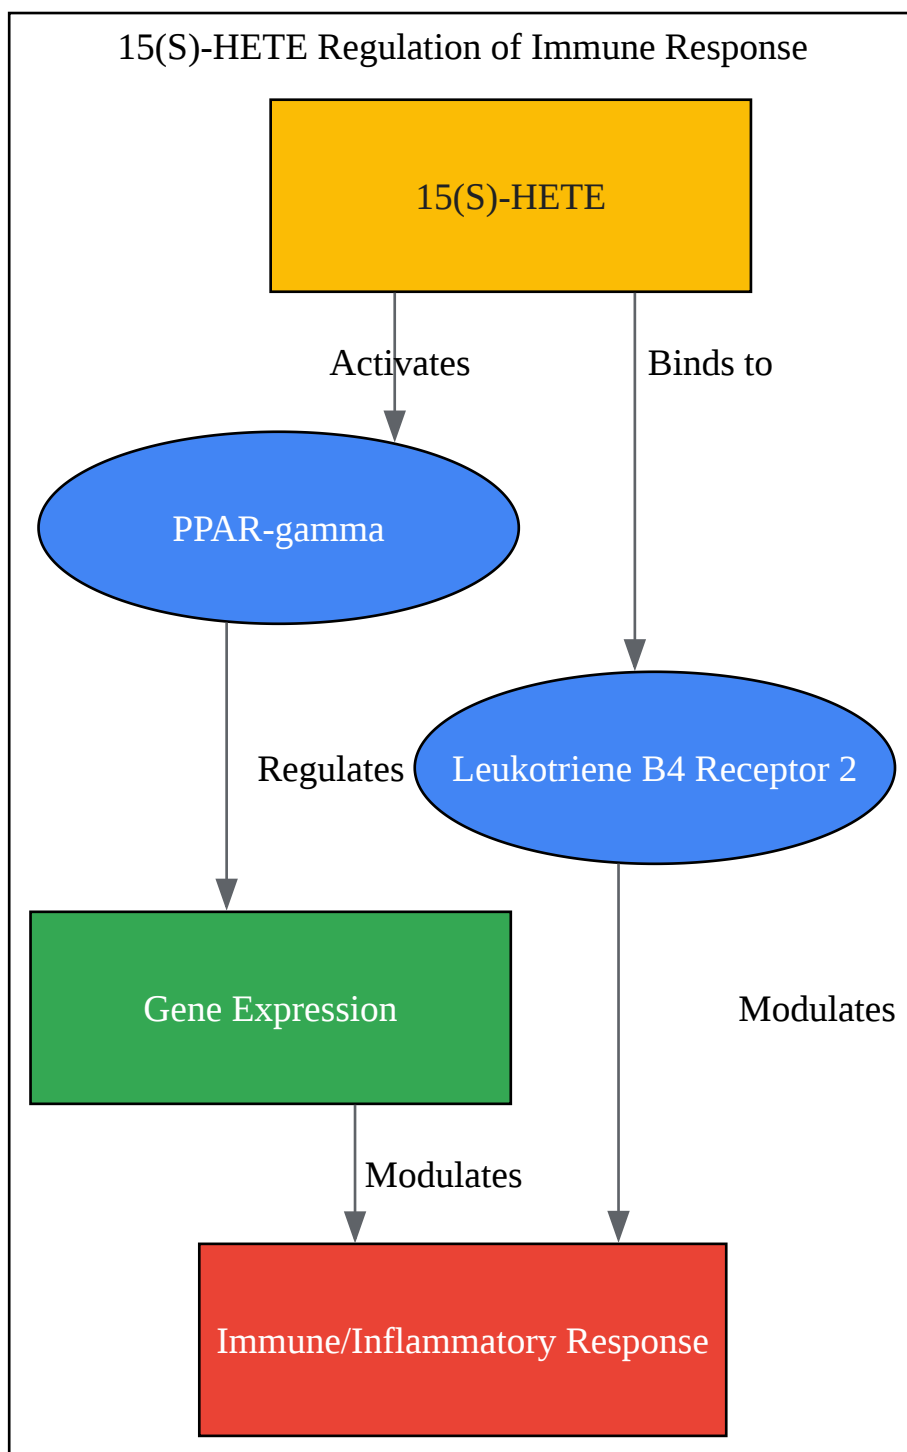 15(S)-HETE Regulation of Immune Response
15(S)-HETE
Activates
Binds to
PPAR-gamma
Regulates
Leukotriene B4 Receptor 2
Gene Expression
Modulates
Modulates
Immune/Inflammatory Response